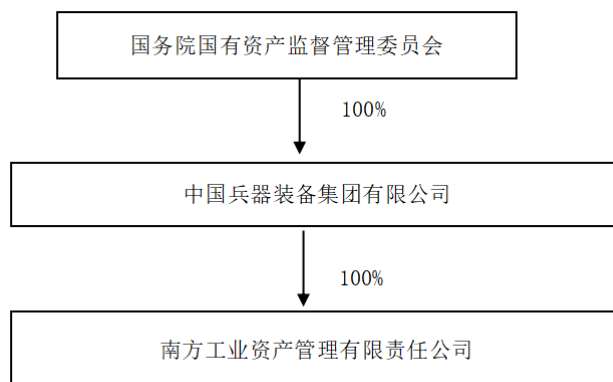 国务院国有资产监督管理委员会
100%
中国兵器装备集团有限公司
100%
南方工业资产管理有限责任公司